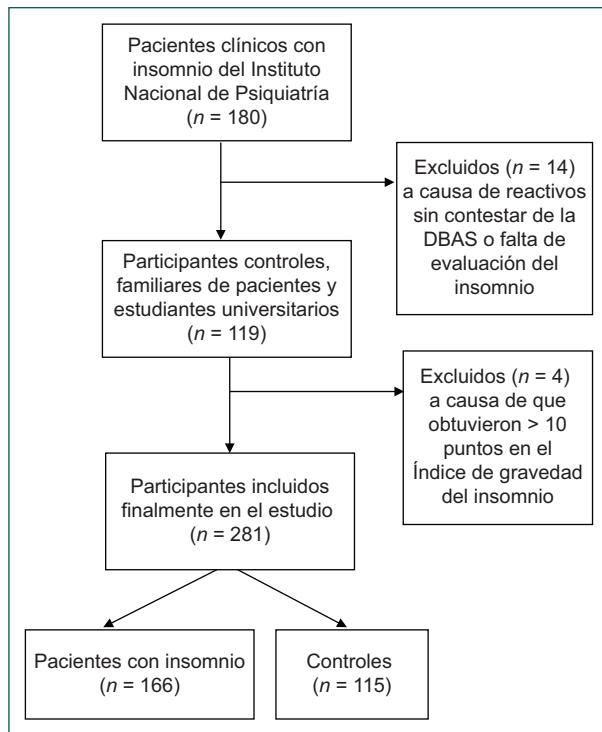 Pacientes clínicos con
insomnio del Instituto
Nacional de Psiquiatría
(n = 180)
Excluidos (n = 14)
a causa de reactivos
sin contestar de la
DBAS o falta de
evaluación del
insomnio
Participantes controles,
familiares de pacientes y
estudiantes universitarios
(n = 119)
Excluidos (n = 4)
a causa de que
obtuvieron > 10
puntos en el
Índice de gravedad
del insomnio
Participantes incluidos
finalmente en el estudio
(n = 281)
Pacientes con insomnio
(n = 166)
Controles
(n = 115)